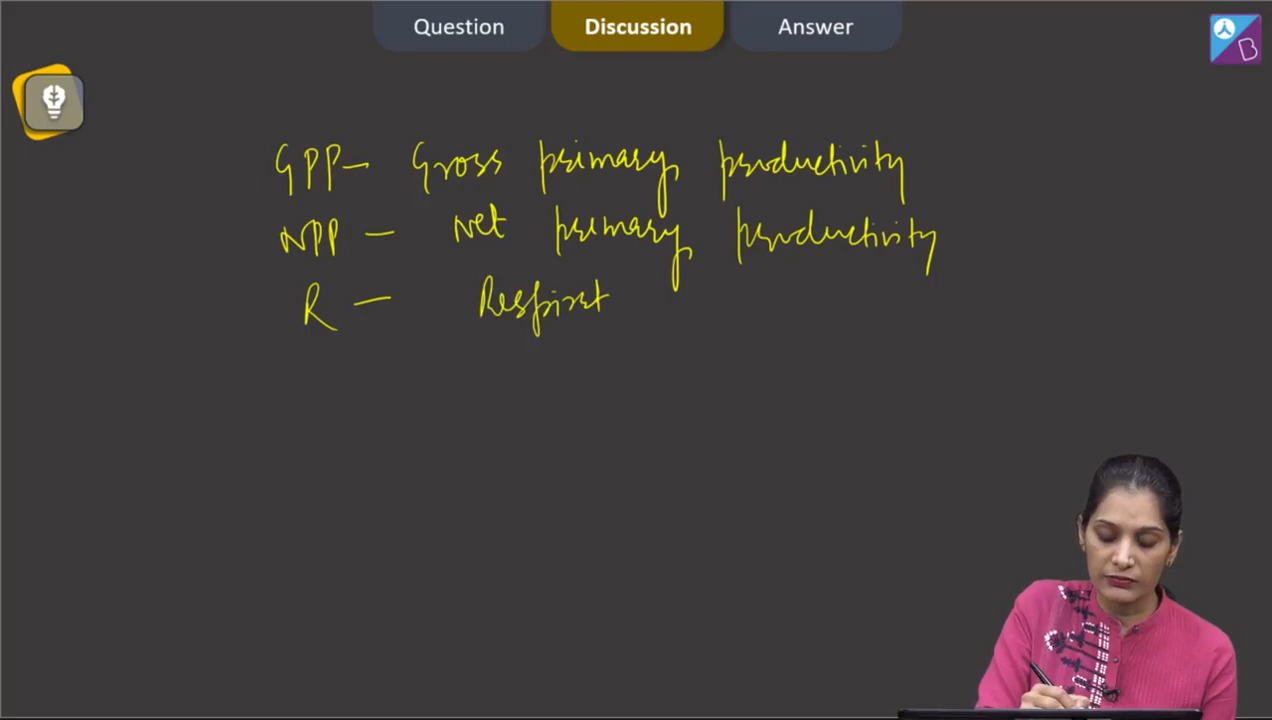 Question Discussion Answer
B
GPP- Gross primary productivity
NPP - Net primary productivity
R - Respirat